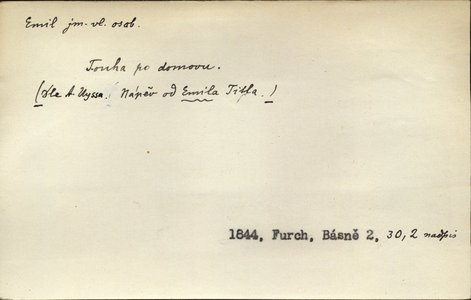 Emil jm. vl. osob.
Touha po domovu.
(Dle A. Uyssa. Nápěv od Emila Titla.)
1844, Furch, Básně 2, 30, 2 nadpis